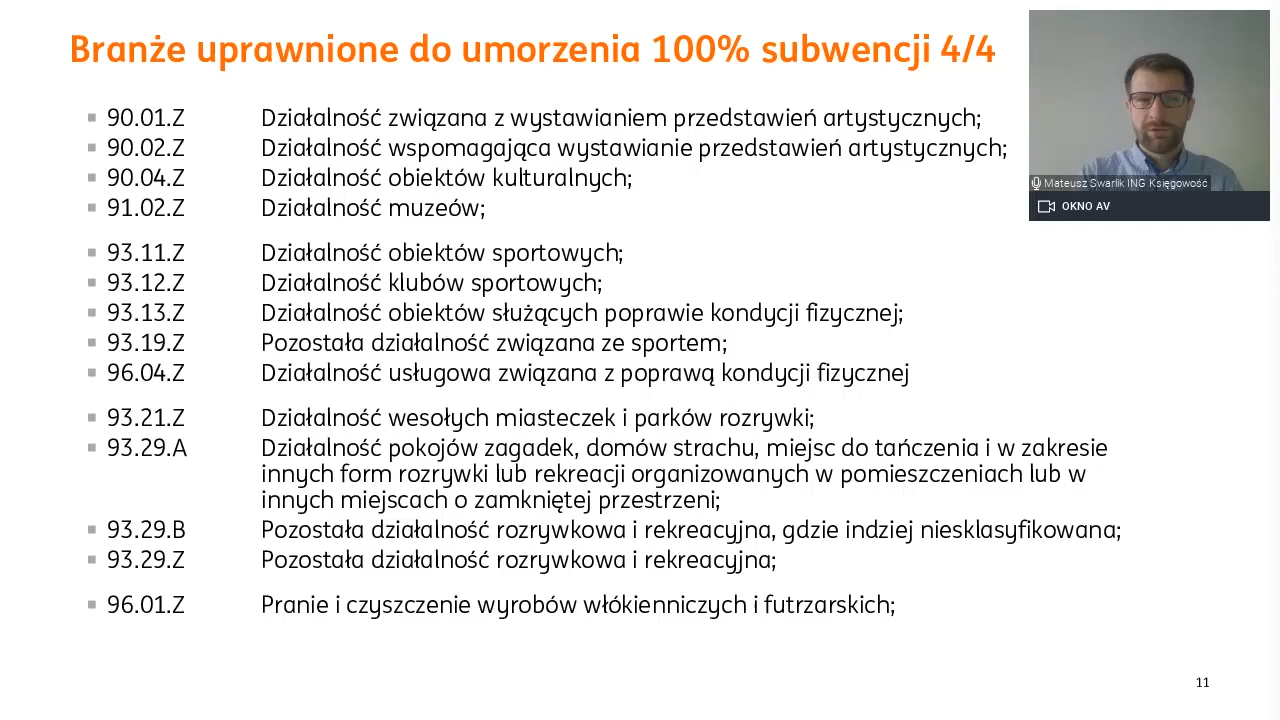 Branże uprawnione do umorzenia 100% subwencji 4/4
90.01.Z Działalność związana z wystawianiem przedstawień artystycznych;
90.02.Z Działalność wspomagająca wystawianie przedstawień artystycznych;
90.04.Z Działalność obiektów kulturalnych;
91.02.Z Działalność muzeów;
93.11.Z Działalność obiektów sportowych;
93.12.Z Działalność klubów sportowych;
93.13.Z Działalność obiektów służących poprawie kondycji fizycznej;
93.19.Z Pozostała działalność związana ze sportem;
96.04.Z Działalność usługowa związana z poprawą kondycji fizycznej
93.21.Z Działalność wesołych miasteczek i parków rozrywki;
93.29.A Działalność pokojów zagadek, domów strachu, miejsc do tańczenia i w zakresie
innych form rozrywki lub rekreacji organizowanych w pomieszczeniach lub w
innych miejscach o zamkniętej przestrzeni;
93.29.B Pozostała działalność rozrywkowa i rekreacyjna, gdzie indziej niesklasyfikowana;
93.29.Z Pozostała działalność rozrywkowa i rekreacyjna;
96.01.Z Pranie i czyszczenie wyrobów włókienniczych i futrzarskich;
Mateusz Swarlik ING Księgowość
OKNO AV
11